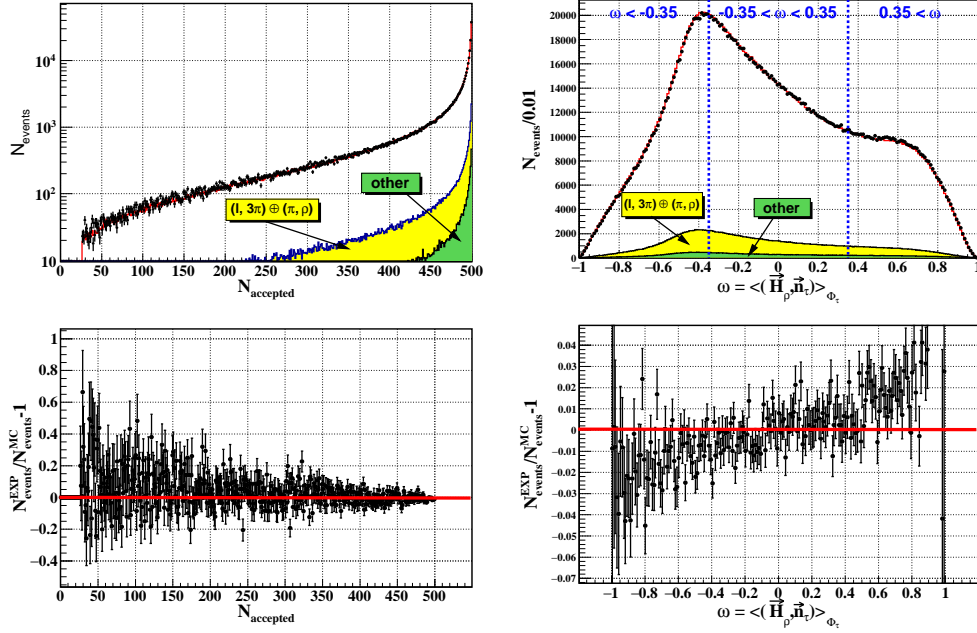 N_events
10^4
10^3
10^2
10
other
(l, 3π) ⊕ (π, ρ)
0 50 100 150 200 250 300 350 400 450 500
N_accepted
N_events/0.01
20000
18000
16000
14000
12000
10000
8000
6000
4000
2000
0
ω < -0.35 -0.35 < ω < 0.35 0.35 < ω
(l, 3π) ⊕ (π, ρ)
other
−1 −0.8 −0.6 −0.4 −0.2 0 0.2 0.4 0.6 0.8 1
ω = <(H⃗_ρ,n⃗_τ)>_Φ_τ
N^EXP_events/N^MC_events-1
1
0.8
0.6
0.4
0.2
0
−0.2
−0.4
0 50 100 150 200 250 300 350 400 450 500
N_accepted
N^EXP_events/N^MC_events-1
0.04
0.03
0.02
0.01
0
−0.01
−0.02
−0.03
−0.04
−0.05
−0.06
−0.07
−1 −0.8 −0.6 −0.4 −0.2 0 0.2 0.4 0.6 0.8 1
ω = <(H⃗_ρ,n⃗_τ)>_Φ_τ